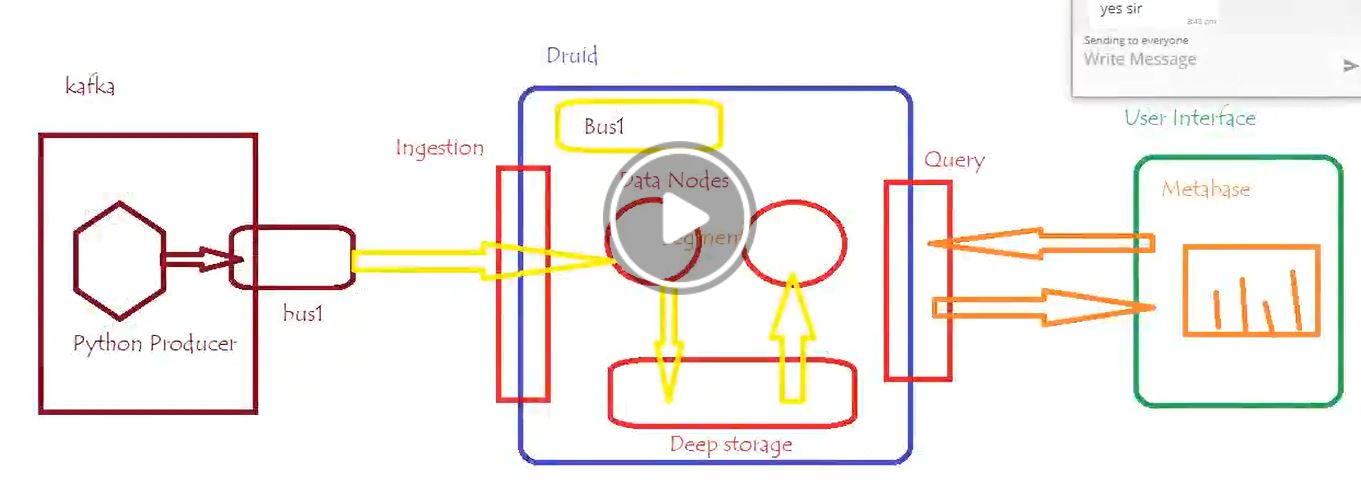 yes sir
8:43 pm
Sending to everyone
Write Message
Druid
kafka
User Interface
Bus1
Ingestion
Query
Data Nodes
Metabase
bus1
Python Producer
Deep storage